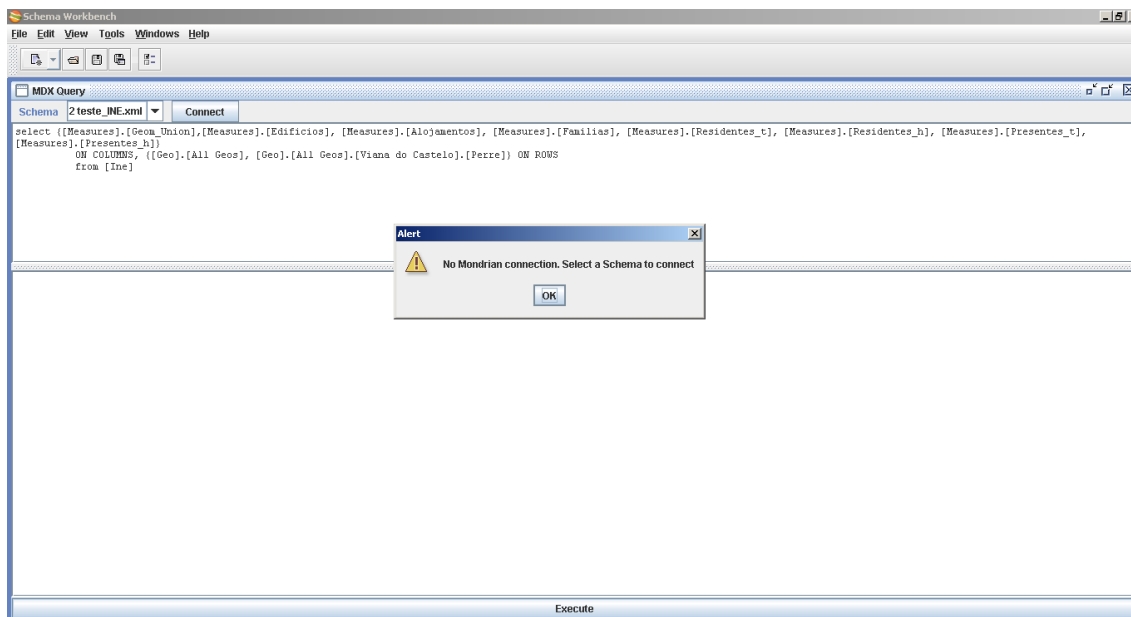 Schema Workbench
File Edit View Tools Windows Help
MDX Query
Schema 2 teste_INE.xml Connect
select {[Measures].[Geom_Union],[Measures].[Edificios], [Measures].[Alojamentos], [Measures].[Familias], [Measures].[Residentes_t], [Measures].[Residentes_h], [Measures].[Presentes_t],
[Measures].[Presentes_h]}
ON COLUMNS, {[Geo].[All Geos], [Geo].[All Geos].[Viana do Castelo].[Perre]} ON ROWS
from [Ine]
Alert
No Mondrian connection. Select a Schema to connect
OK
Execute